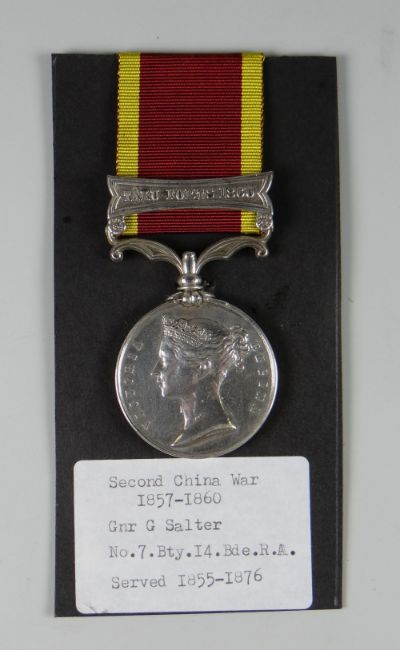 TAKU FORTS 1860
VICTORIA REGINA
Second China War
1857-1860
Gnr G Salter
No.7.Bty.14.Bde.R.A.
Served 1855-1876